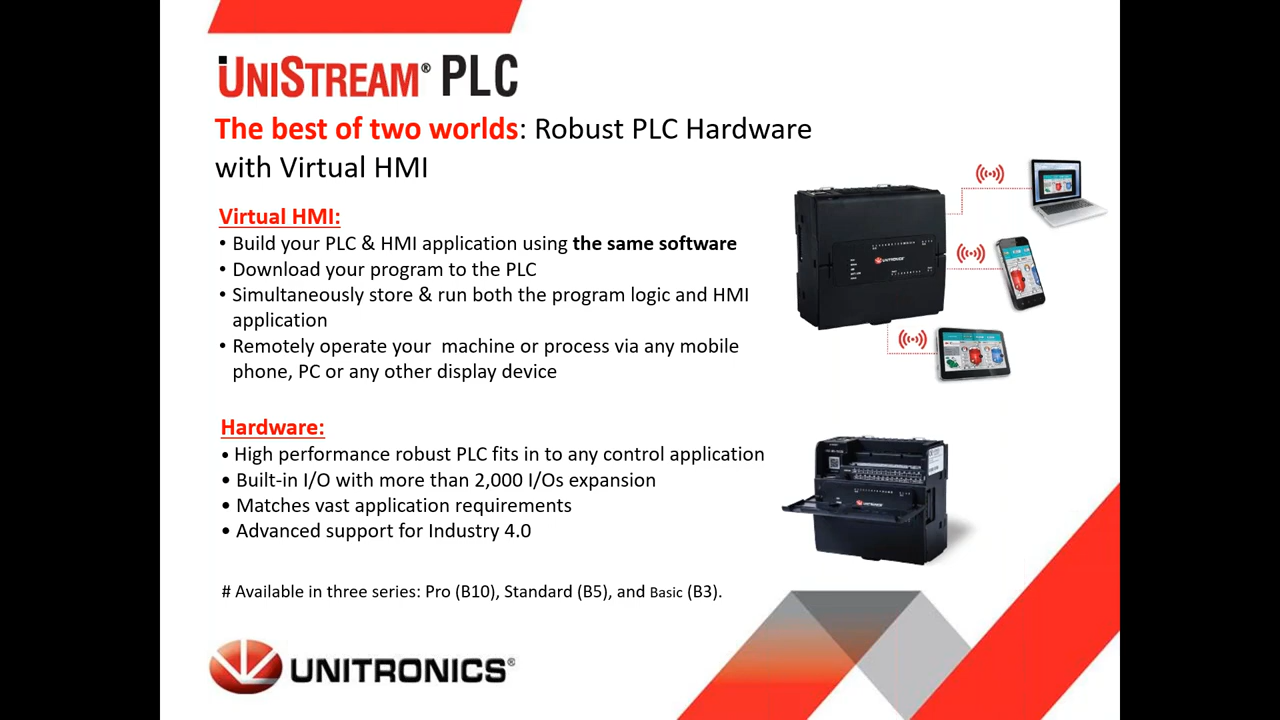 UNISTREAM® PLC
The best of two worlds: Robust PLC Hardware
with Virtual HMI
Virtual HMI:
• Build your PLC & HMI application using the same software
• Download your program to the PLC
• Simultaneously store & run both the program logic and HMI
application
• Remotely operate your  machine or process via any mobile
phone, PC or any other display device
UNITRONICS
Hardware:
• High performance robust PLC fits in to any control application
• Built-in I/O with more than 2,000 I/Os expansion
• Matches vast application requirements
• Advanced support for Industry 4.0
UNITRONICS
# Available in three series: Pro (B10), Standard (B5), and Basic (B3).
UNITRONICS®